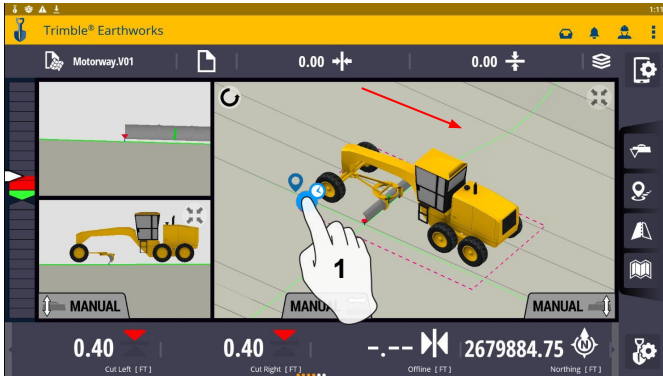 1:11
Trimble® Earthworks
Motorway.V01
0.00
0.00
1
MANUAL
MANUAL
MANUAL
0.40
0.40
-.--
2679884.75
Cut Left [FT]
Cut Right [FT]
Offline [FT]
Northing [FT]